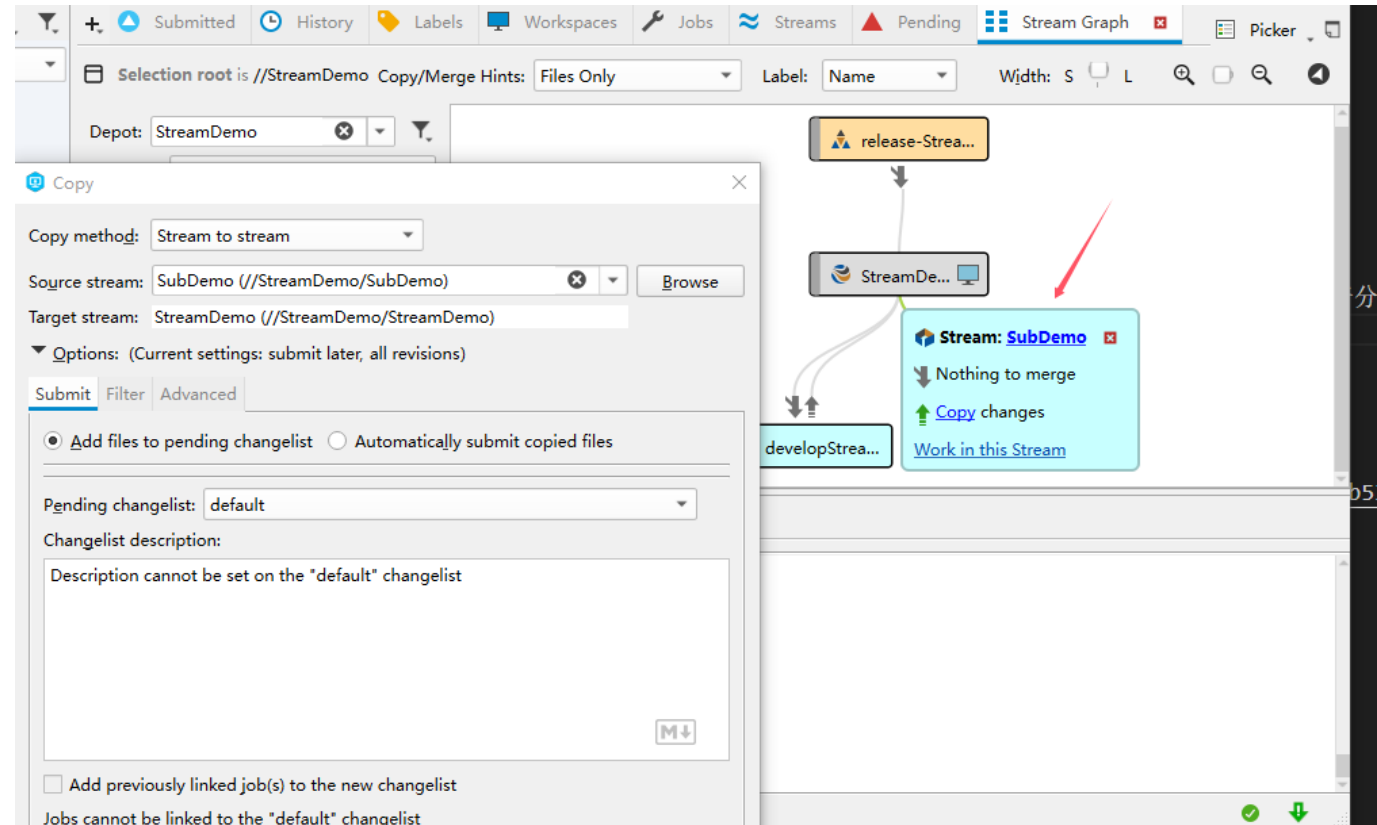 Submitted History Labels Workspaces Jobs Streams Pending Stream Graph Picker
Selection root is //StreamDemo Copy/Merge Hints: Files Only Label: Name Width: S L
Depot: StreamDemo
release-Strea...
Copy
Copy method: Stream to stream
StreamDe...
Source stream: SubDemo (//StreamDemo/SubDemo) Browse
分
Target stream: StreamDemo (//StreamDemo/StreamDemo)
Stream: SubDemo
Options: (Current settings: submit later, all revisions)
Nothing to merge
Submit Filter Advanced
Copy changes
Add files to pending changelist Automatically submit copied files
developStrea...
Work in this Stream
Pending changelist: default
Changelist description:
Description cannot be set on the "default" changelist
M
Add previously linked job(s) to the new changelist
Jobs cannot be linked to the "default" changelist